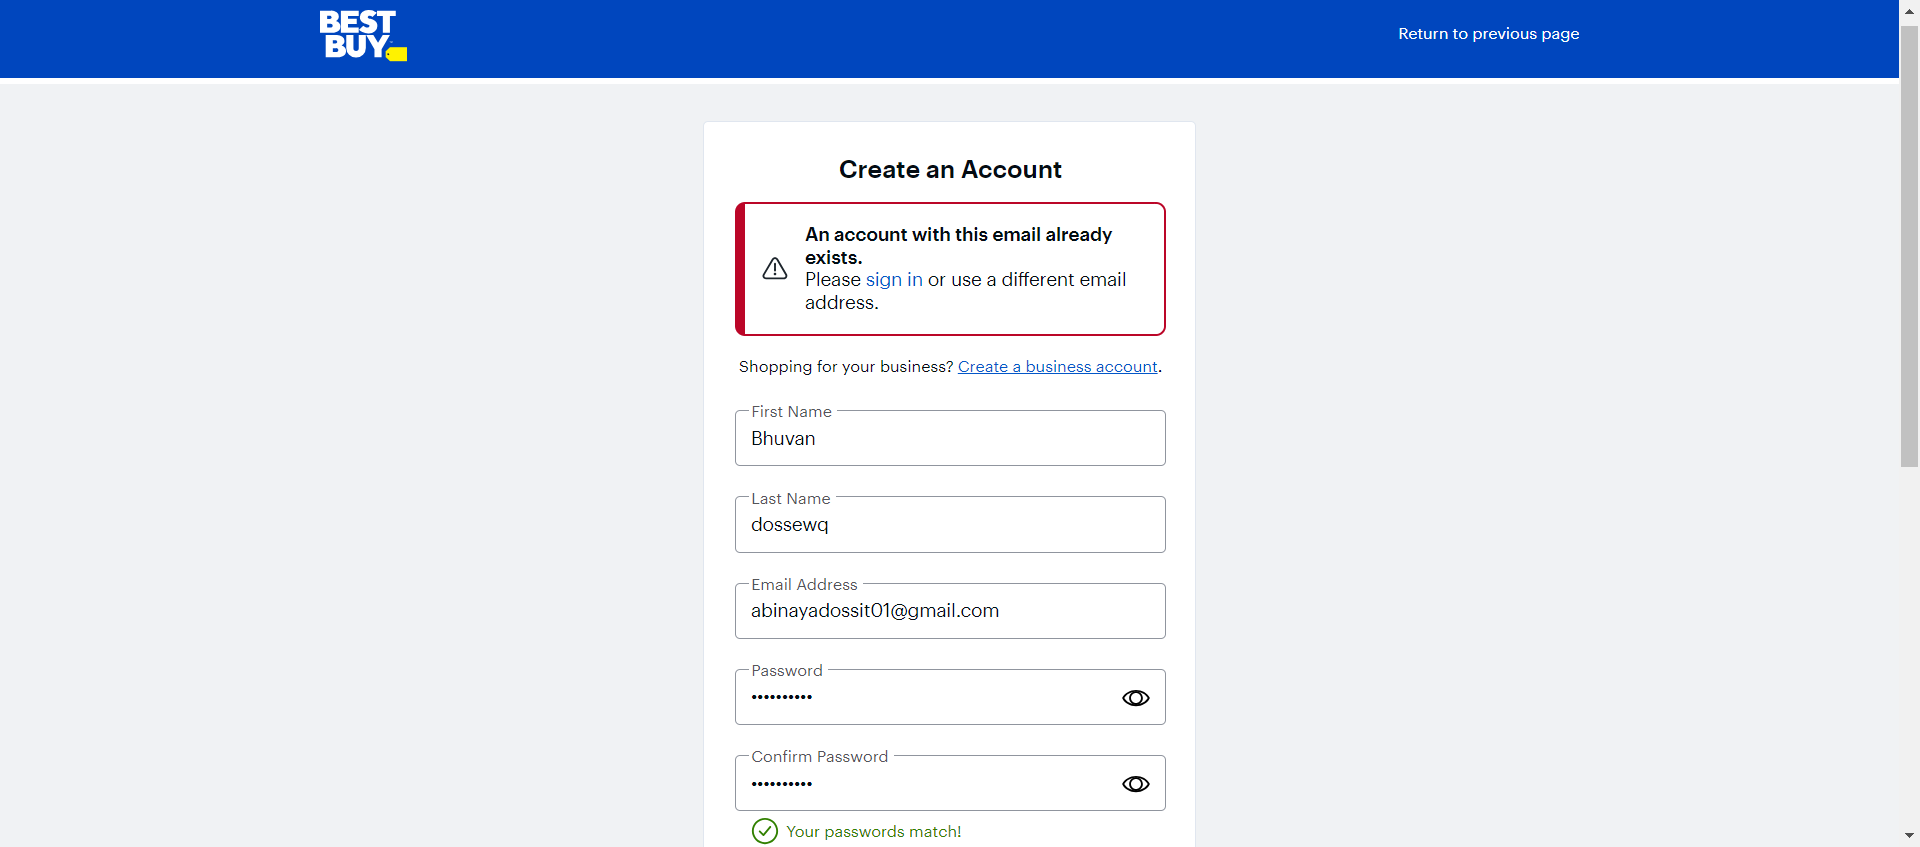 BEST
BUY
Return to previous page
Create an Account
An account with this email already
exists.
Please sign in or use a different email
address.
Shopping for your business? Create a business account.
First Name
Bhuvan
Last Name
dossewq
Email Address
abinayadossit01@gmail.com
Password
••••••••••
Confirm Password
••••••••••
Your passwords match!